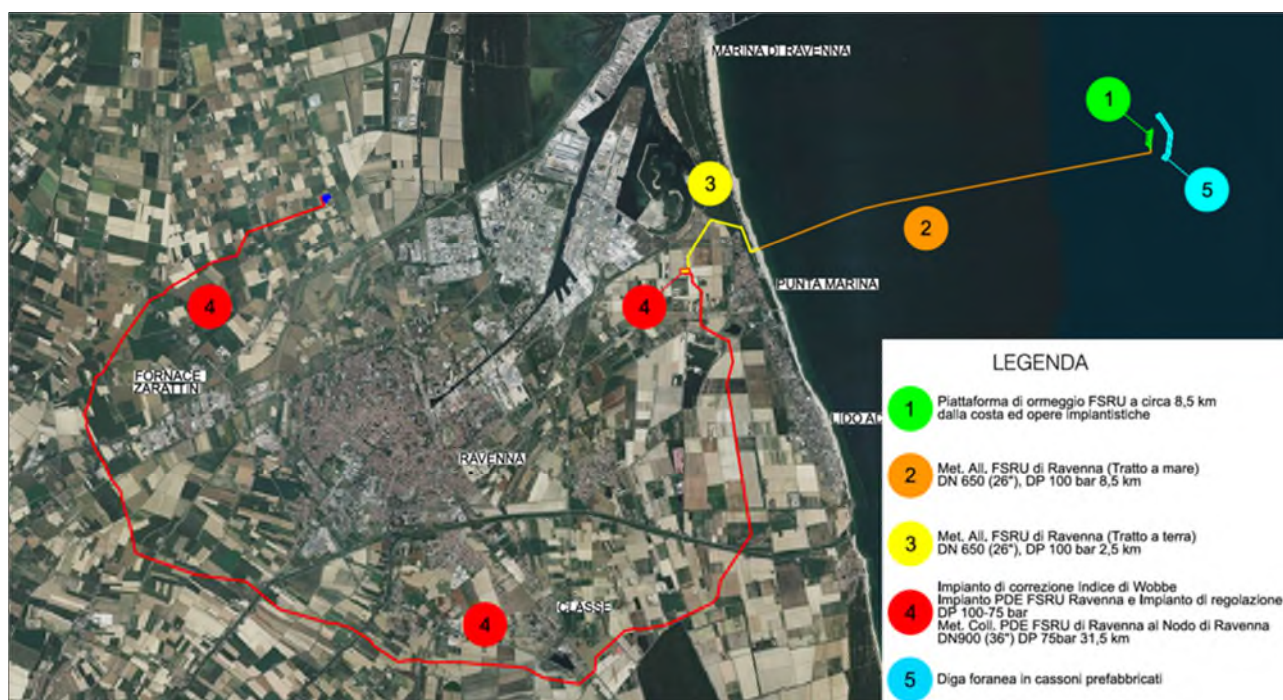 MARINA DI RAVENNA
1
3
5
2
PUNTA MARINA
4
4
FORNACE
ZARATTINI
LIDO AD
RAVENNA
CLASSE
4
LEGENDA
1
Piattaforma di ormeggio FSRU a circa 8,5 km
dalla costa ed opere impiantistiche
2
Met. All. FSRU di Ravenna (Tratto a mare)
DN 650 (26"), DP 100 bar 8,5 km
3
Met. All. FSRU di Ravenna (Tratto a terra)
DN 650 (26"), DP 100 bar 2,5 km
4
Impianto di correzione Indice di Wobbe
Impianto PDE FSRU Ravenna e Impianto di regolazione
DP 100-75 bar
Met. Coll. PDE FSRU di Ravenna al Nodo di Ravenna
DN900 (36") DP 75bar 31,5 km
5
Diga foranea in cassoni prefabbricati